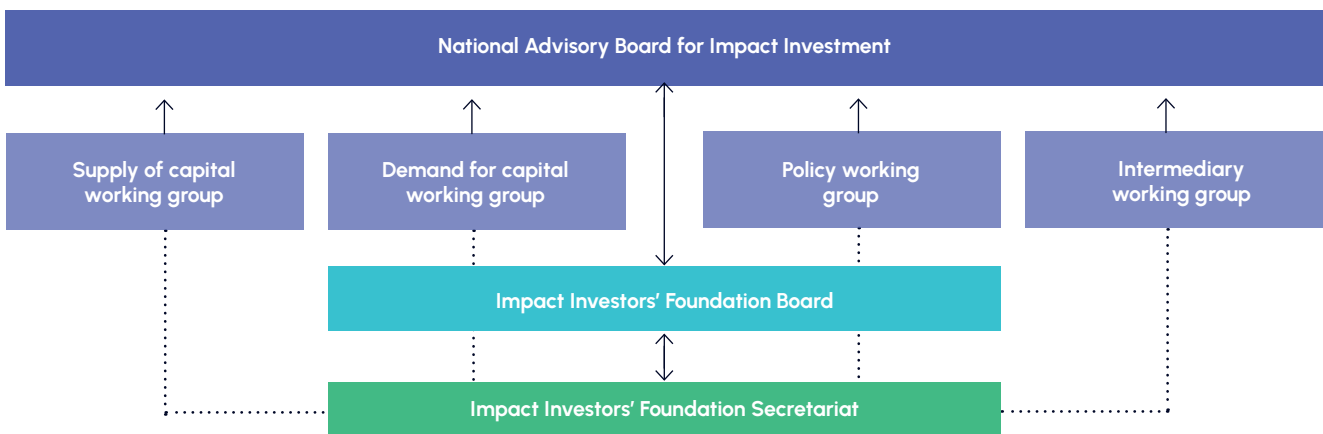 National Advisory Board for Impact Investment
Supply of capital
working group
Demand for capital
working group
Policy working
group
Intermediary
working group
Impact Investors’ Foundation Board
Impact Investors’ Foundation Secretariat